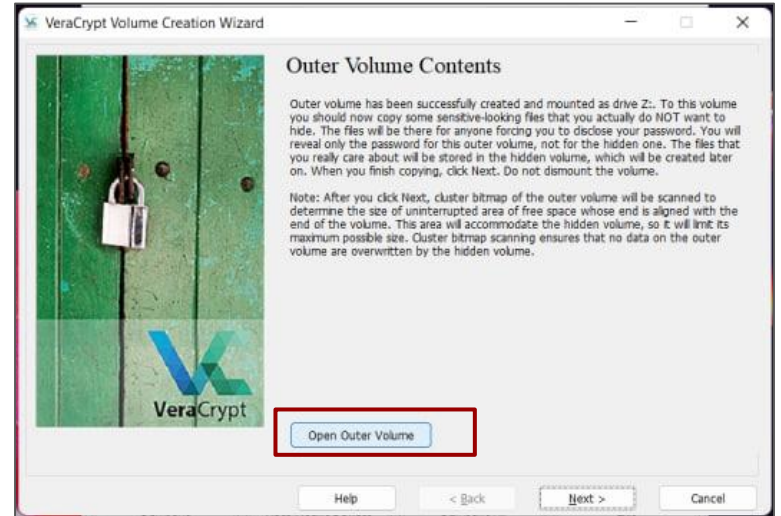 VeraCrypt Volume Creation Wizard
Outer Volume Contents
Outer volume has been successfully created and mounted as drive Z:. To this volume
you should now copy some sensitive-looking files that you actually do NOT want to
hide. The files will be there for anyone forcing you to disclose your password. You will
reveal only the password for this outer volume, not for the hidden one. The files that
you really care about will be stored in the hidden volume, which will be created later
on. When you finish copying, click Next. Do not dismount the volume.
Note: After you click Next, cluster bitmap of the outer volume will be scanned to
determine the size of uninterrupted area of free space whose end is aligned with the
end of the volume. This area will accommodate the hidden volume, so it will limit its
maximum possible size. Cluster bitmap scanning ensures that no data on the outer
volume are overwritten by the hidden volume.
VeraCrypt
Open Outer Volume
Help
< Back
Next >
Cancel